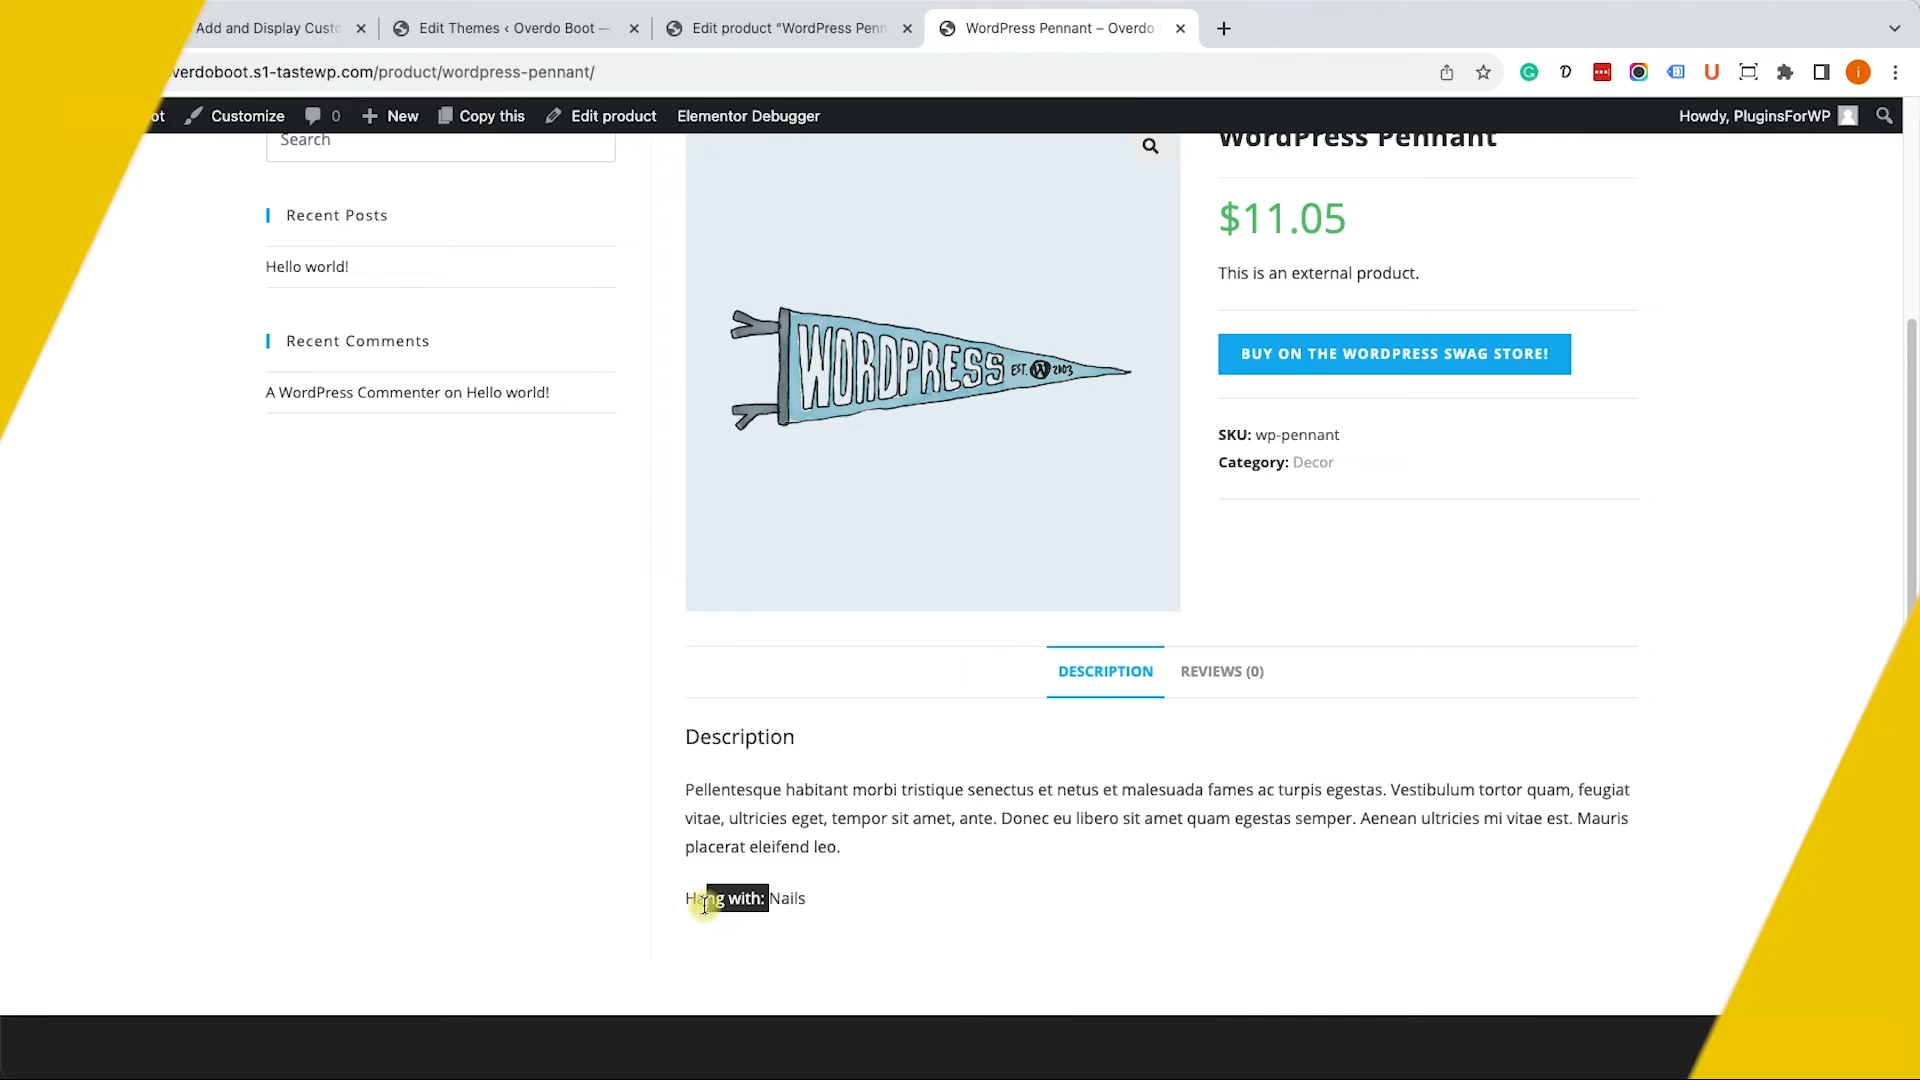 Add and Display Custo
Edit Themes ‹ Overdo Boot —
Edit product "WordPress Penn
WordPress Pennant – Overdo
verdoboot.s1-tastewp.com/product/wordpress-pennant/
ot
Customize
0
New
Copy this
Edit product
Elementor Debugger
Howdy, PluginsForWP
Search
Recent Posts
Hello world!
Recent Comments
A WordPress Commenter on Hello world!
WORDPRESS EST. 2003
WordPress Pennant
$11.05
This is an external product.
BUY ON THE WORDPRESS SWAG STORE!
SKU: wp-pennant
Category: Decor
DESCRIPTION
REVIEWS (0)
Description
Pellentesque habitant morbi tristique senectus et netus et malesuada fames ac turpis egestas. Vestibulum tortor quam, feugiat
vitae, ultricies eget, tempor sit amet, ante. Donec eu libero sit amet quam egestas semper. Aenean ultricies mi vitae est. Mauris
placerat eleifend leo.
Hang with: Nails